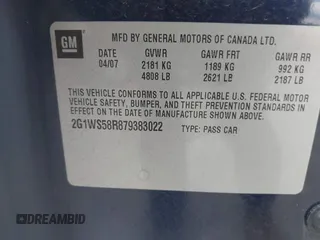 GM
MFD BY GENERAL MOTORS OF CANADA LTD.
DATE GVWR GAWR FRT GAWR RR
04/07 2181 KG 1189 KG 992 KG
4808 LB 2621 LB 2187 LB
THIS VEHICLE CONFORMS TO ALL APPLICABLE U.S. FEDERAL MOTOR
VEHICLE SAFETY, BUMPER, AND THEFT PREVENTION STANDARDS
IN EFFECT ON THE DATE OF MANUFACTURE SHOWN ABOVE.
2G1WS58R879383022 TYPE: PASS CAR
DREAMBID